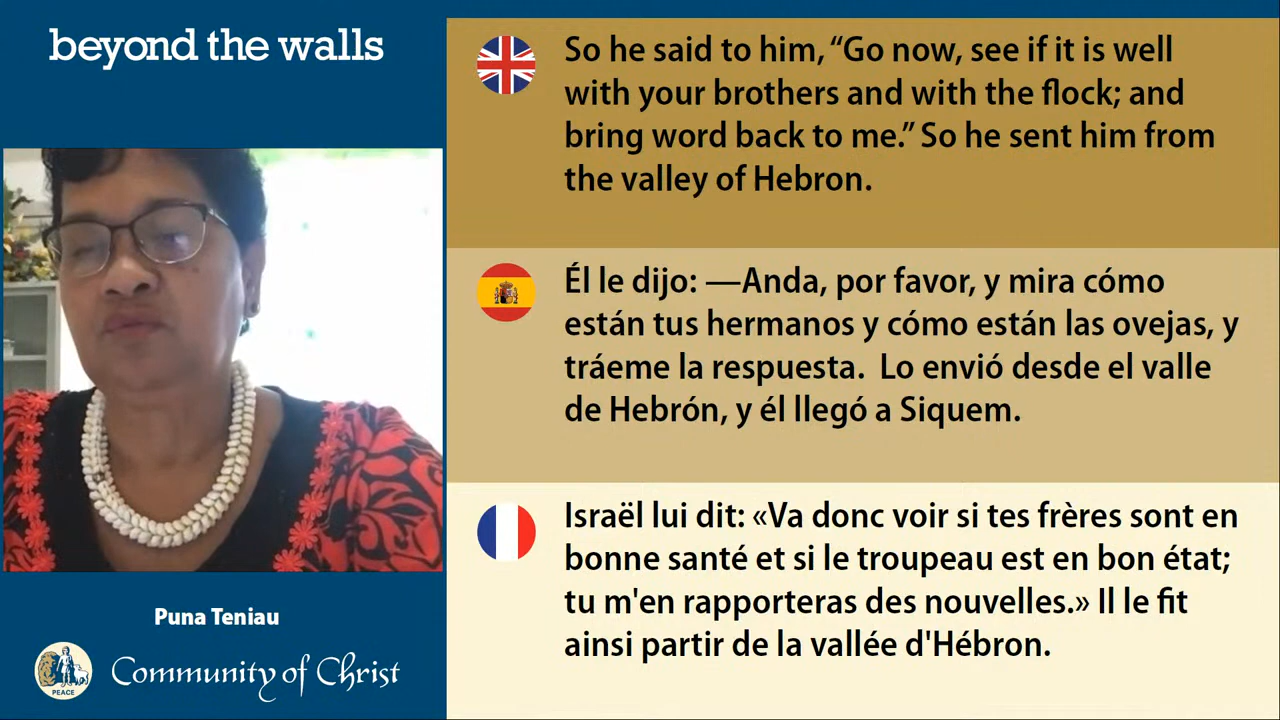 beyond the walls
So he said to him, “Go now, see if it is well
with your brothers and with the flock; and
bring word back to me.” So he sent him from
the valley of Hebron.
Él le dijo: —Anda, por favor, y mira cómo
están tus hermanos y cómo están las ovejas, y
tráeme la respuesta.  Lo envió desde el valle
de Hebrón, y él llegó a Siquem.
Israël lui dit: «Va donc voir si tes frères sont en
bonne santé et si le troupeau est en bon état;
tu m'en rapporteras des nouvelles.» Il le fit
ainsi partir de la vallée d'Hébron.
Puna Teniau
PEACE
Community of Christ